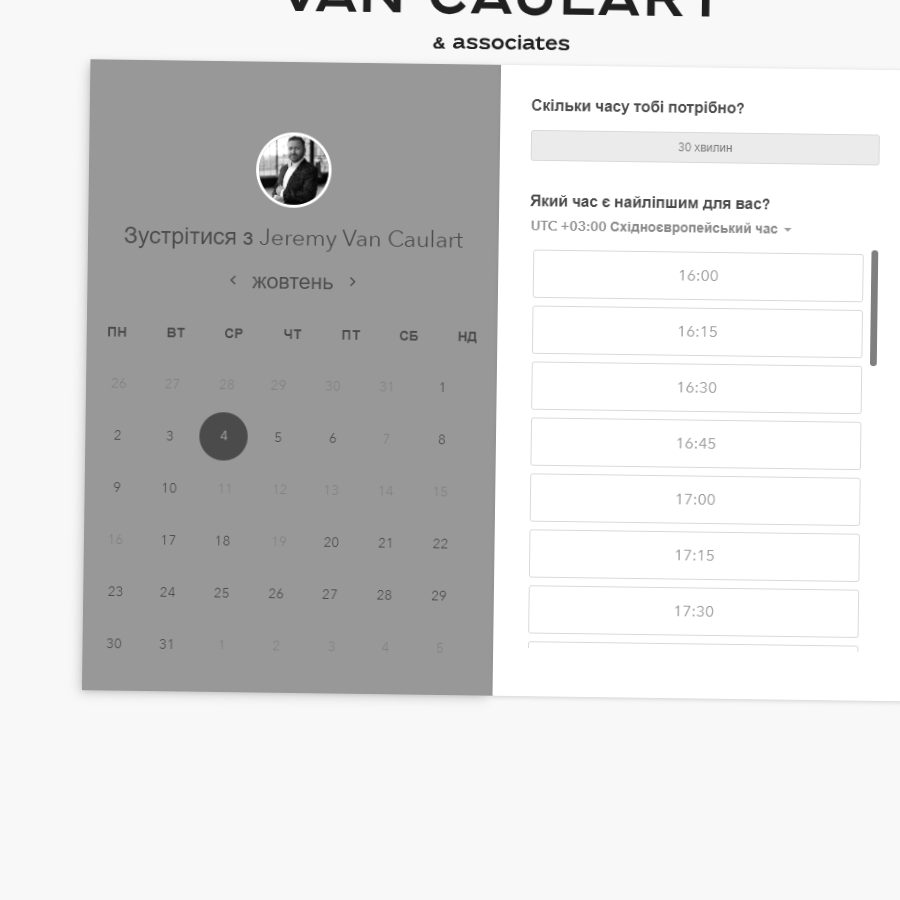 VAN CAULART
& associates
Зустрітися з Jeremy Van Caulart
жовтень
ПН ВТ СР ЧТ ПТ СБ НД
26 27 28 29 30 31 1
2 3 4 5 6 7 8
9 10 11 12 13 14 15
16 17 18 19 20 21 22
23 24 25 26 27 28 29
30 31 1 2 3 4 5
Скільки часу тобі потрібно?
30 хвилин
Який час є найліпшим для вас?
UTC +03:00 Східноєвропейський час
16:00
16:15
16:30
16:45
17:00
17:15
17:30